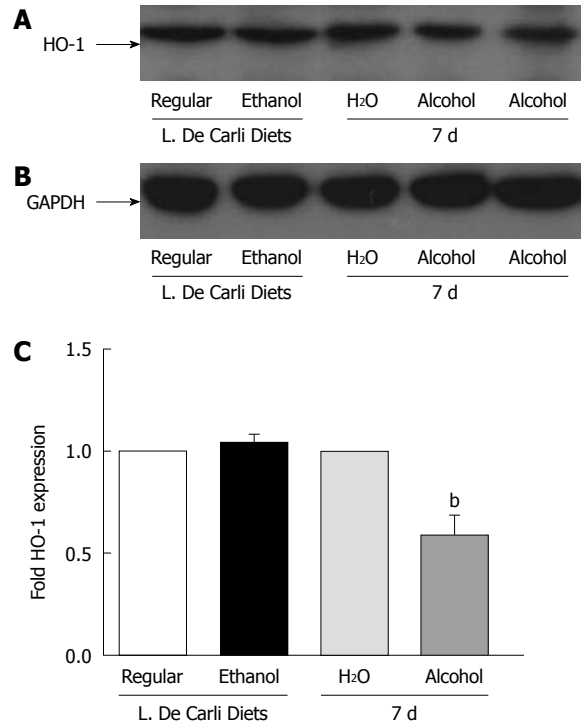 A
HO-1
Regular Ethanol H₂O Alcohol Alcohol
L. De Carli Diets 7 d
B
GAPDH
Regular Ethanol H₂O Alcohol Alcohol
L. De Carli Diets 7 d
C
Fold HO-1 expression
1.5
1.0
0.5
0.0
b
Regular Ethanol H₂O Alcohol
L. De Carli Diets 7 d